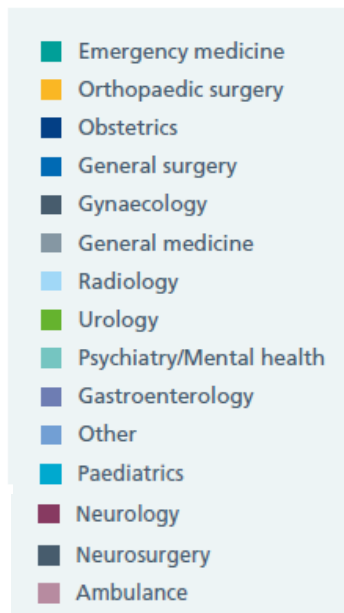 Emergency medicine
Orthopaedic surgery
Obstetrics
General surgery
Gynaecology
General medicine
Radiology
Urology
Psychiatry/Mental health
Gastroenterology
Other
Paediatrics
Neurology
Neurosurgery
Ambulance